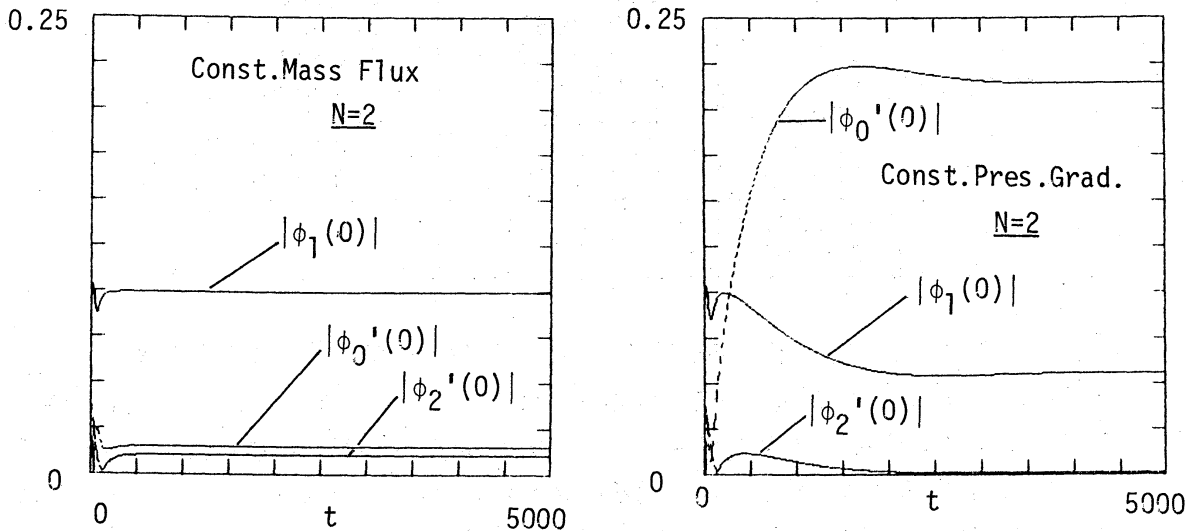 0.25
Const.Mass Flux
N=2
|ϕ₁(0)|
|ϕ₀'(0)|
|ϕ₂'(0)|
0
0
t
5000
0.25
|ϕ₀'(0)|
Const.Pres.Grad.
N=2
|ϕ₁(0)|
|ϕ₂'(0)|
0
0
t
5000